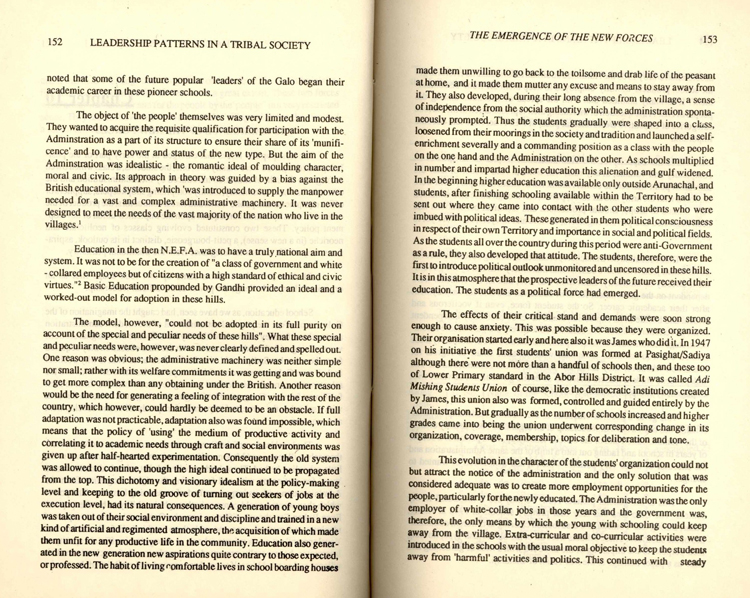 152 LEADERSHIP PATTERNS IN A TRIBAL SOCIETY
noted that some of the future popular 'leaders' of the Galo began their
academic career in these pioneer schools.
The object of 'the people' themselves was very limited and modest.
They wanted to acquire the requisite qualification for participation with the
Adminstration as a part of its structure to ensure their share of its 'munifi-
cence' and to have power and status of the new type. But the aim of the
Adminstration was idealistic - the romantic ideal of moulding character,
moral and civic. Its approach in theory was guided by a bias against the
British educational system, which 'was introduced to supply the manpower
needed for a vast and complex administrative machinery. It was never
designed to meet the needs of the vast majority of the nation who live in the
villages.¹
Education in the then N.E.F.A. was to have a truly national aim and
system. It was not to be for the creation of "a class of government and white
- collared employees but of citizens with a high standard of ethical and civic
virtues."² Basic Education propounded by Gandhi provided an ideal and a
worked-out model for adoption in these hills.
The model, however, "could not be adopted in its full purity on
account of the special and peculiar needs of these hills". What these special
and peculiar needs were, however, was never clearly defined and spelled out.
One reason was obvious; the administrative machinery was neither simple
nor small; rather with its welfare commitments it was getting and was bound
to get more complex than any obtaining under the British. Another reason
would be the need for generating a feeling of integration with the rest of the
country, which however, could hardly be deemed to be an obstacle. If full
adaptation was not practicable, adaptation also was found impossible, which
means that the policy of 'using' the medium of productive activity and
correlating it to academic needs through craft and social environments was
given up after half-hearted experimentation. Consequently the old system
was allowed to continue, though the high ideal continued to be propagated
from the top. This dichotomy and visionary idealism at the policy-making
level and keeping to the old groove of turning out seekers of jobs at the
execution level, had its natural consequences. A generation of young boys
was taken out of their social environment and discipline and trained in a new
kind of artificial and regimented atmosphere, the acquisition of which made
them unfit for any productive life in the community. Education also gener-
ated in the new generation new aspirations quite contrary to those expected,
or professed. The habit of living comfortable lives in school boarding houses
THE EMERGENCE OF THE NEW FORCES 153
made them unwilling to go back to the toilsome and drab life of the peasant
at home, and it made them mutter any excuse and means to stay away from
it. They also developed, during their long absence from the village, a sense
of independence from the social authority which the administration sponta-
neously prompted. Thus the students gradually were shaped into a class,
loosened from their moorings in the society and tradition and launched a self-
enrichment severally and a commanding position as a class with the people
on the one hand and the Administration on the other. As schools multiplied
in number and impartad higher education this alienation and gulf widened.
In the beginning higher education was available only outside Arunachal, and
students, after finishing schooling available within the Territory had to be
sent out where they came into contact with the other students who were
imbued with political ideas. These generated in them political consciousness
in respect of their own Territory and importance in social and political fields.
As the students all over the country during this period were anti-Government
as a rule, they also developed that attitude. The students, therefore, were the
first to introduce political outlook unmonitored and uncensored in these hills.
It is in this atmosphere that the prospective leaders of the future received their
education. The students as a political force had emerged.
The effects of their critical stand and demands were soon strong
enough to cause anxiety. This was possible because they were organized.
Their organisation started early and here also it was James who did it. In 1947
on his initiative the first students' union was formed at Pasighat/Sadiya
although there were not more than a handful of schools then, and these too
of Lower Primary standard in the Abor Hills District. It was called Adi
Mishing Students Union of course, like the democratic institutions created
by James, this union also was formed, controlled and guided entirely by the
Administration. But gradually as the number of schools increased and higher
grades came into being the union underwent corresponding change in its
organization, coverage, membership, topics for deliberation and tone.
This evolution in the character of the students' organization could not
but attract the notice of the administration and the only solution that was
considered adequate was to create more employment opportunities for the
people, particularly for the newly educated. The Administration was the only
employer of white-collar jobs in those years and the government was,
therefore, the only means by which the young with schooling could keep
away from the village. Extra-curricular and co-curricular activities were
introduced in the schools with the usual moral objective to keep the students
away from 'harmful' activities and politics. This continued with steady